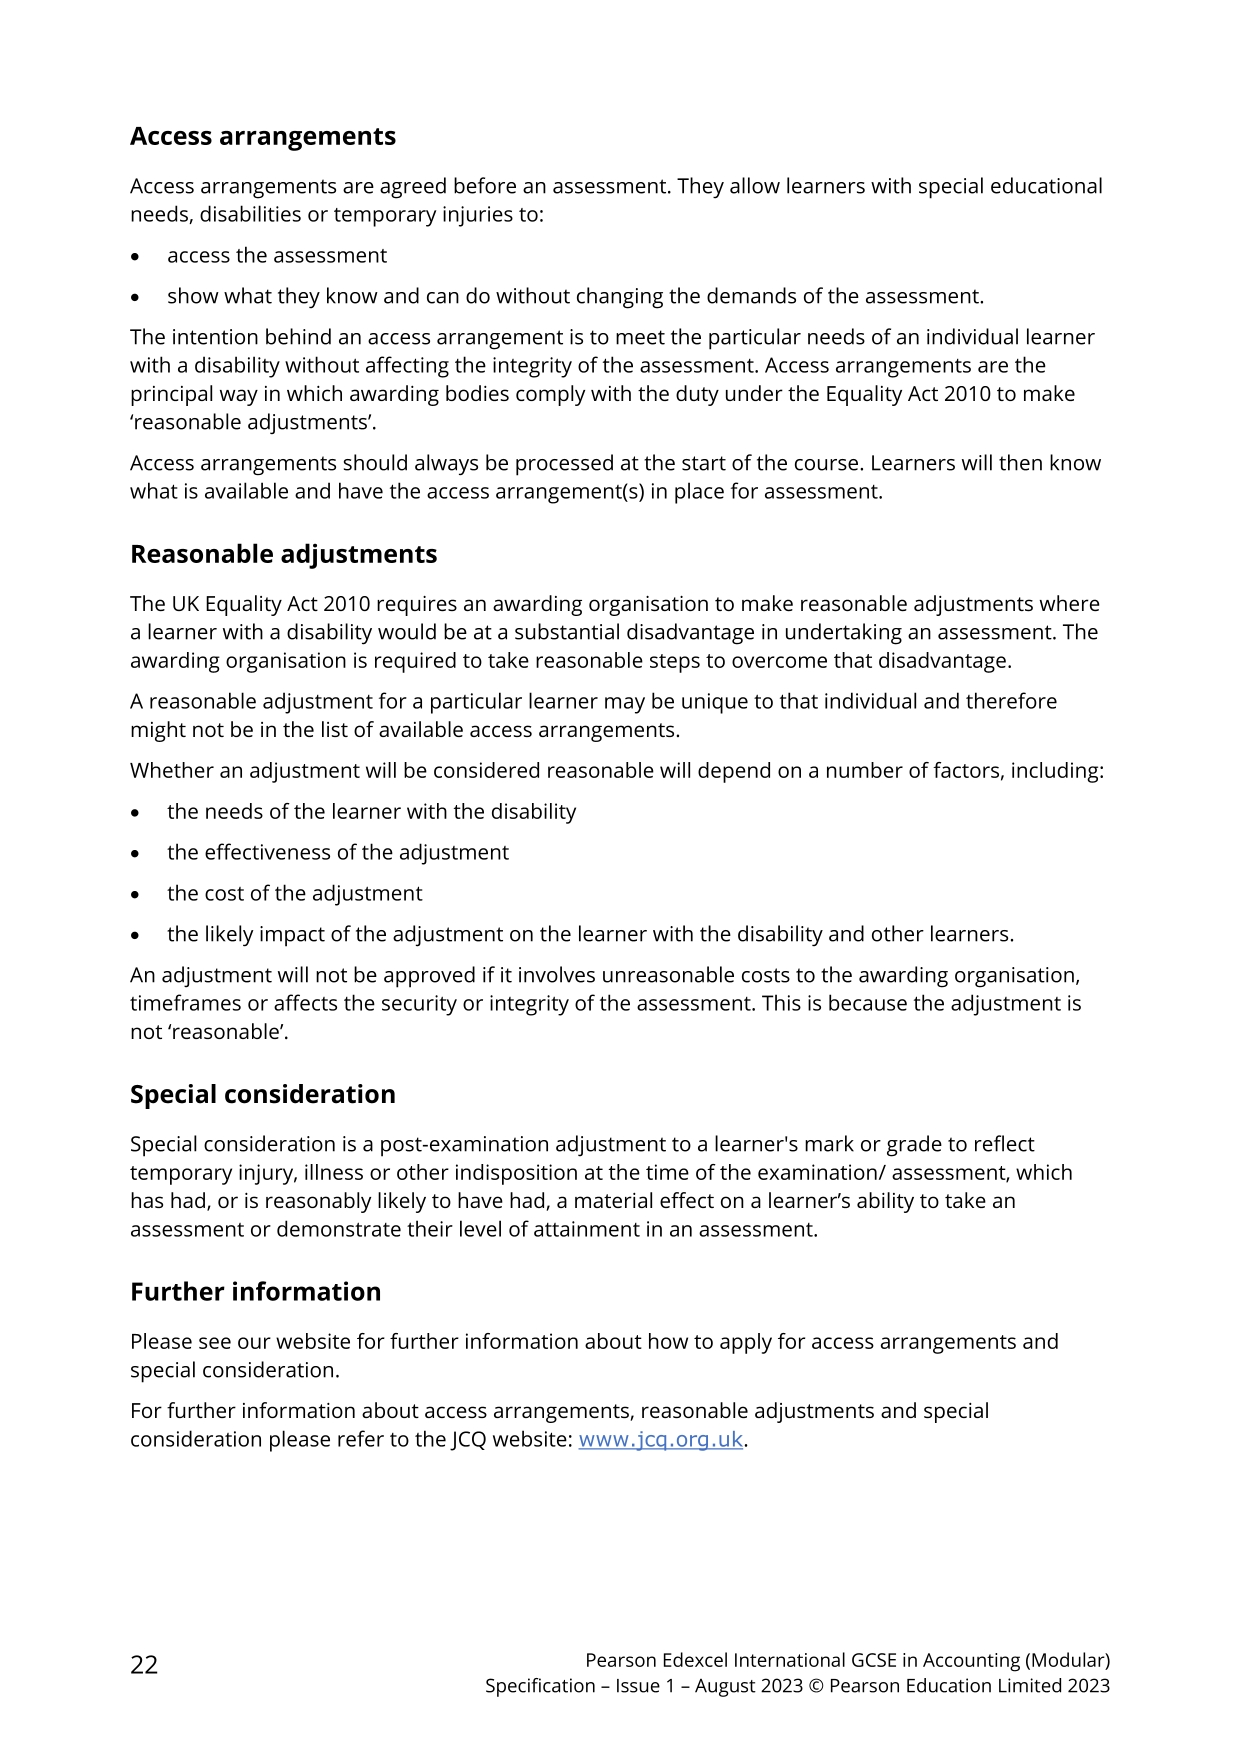 Access arrangements
Access arrangements are agreed before an assessment. They allow learners with special educational
needs, disabilities or temporary injuries to:
• access the assessment
• show what they know and can do without changing the demands of the assessment.
The intention behind an access arrangement is to meet the particular needs of an individual learner
with a disability without affecting the integrity of the assessment. Access arrangements are the
principal way in which awarding bodies comply with the duty under the Equality Act 2010 to make
‘reasonable adjustments’.
Access arrangements should always be processed at the start of the course. Learners will then know
what is available and have the access arrangement(s) in place for assessment.
Reasonable adjustments
The UK Equality Act 2010 requires an awarding organisation to make reasonable adjustments where
a learner with a disability would be at a substantial disadvantage in undertaking an assessment. The
awarding organisation is required to take reasonable steps to overcome that disadvantage.
A reasonable adjustment for a particular learner may be unique to that individual and therefore
might not be in the list of available access arrangements.
Whether an adjustment will be considered reasonable will depend on a number of factors, including:
• the needs of the learner with the disability
• the effectiveness of the adjustment
• the cost of the adjustment
• the likely impact of the adjustment on the learner with the disability and other learners.
An adjustment will not be approved if it involves unreasonable costs to the awarding organisation,
timeframes or affects the security or integrity of the assessment. This is because the adjustment is
not ‘reasonable’.
Special consideration
Special consideration is a post-examination adjustment to a learner's mark or grade to reflect
temporary injury, illness or other indisposition at the time of the examination/ assessment, which
has had, or is reasonably likely to have had, a material effect on a learner’s ability to take an
assessment or demonstrate their level of attainment in an assessment.
Further information
Please see our website for further information about how to apply for access arrangements and
special consideration.
For further information about access arrangements, reasonable adjustments and special
consideration please refer to the JCQ website: www.jcq.org.uk.
22
Pearson Edexcel International GCSE in Accounting (Modular)
Specification – Issue 1 – August 2023 © Pearson Education Limited 2023